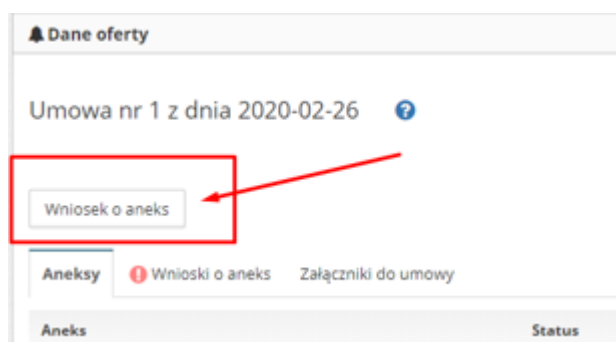 Dane oferty
Umowa nr 1 z dnia 2020-02-26
Wniosek o aneks
Aneksy Wnioski o aneks Załączniki do umowy
Aneks Status